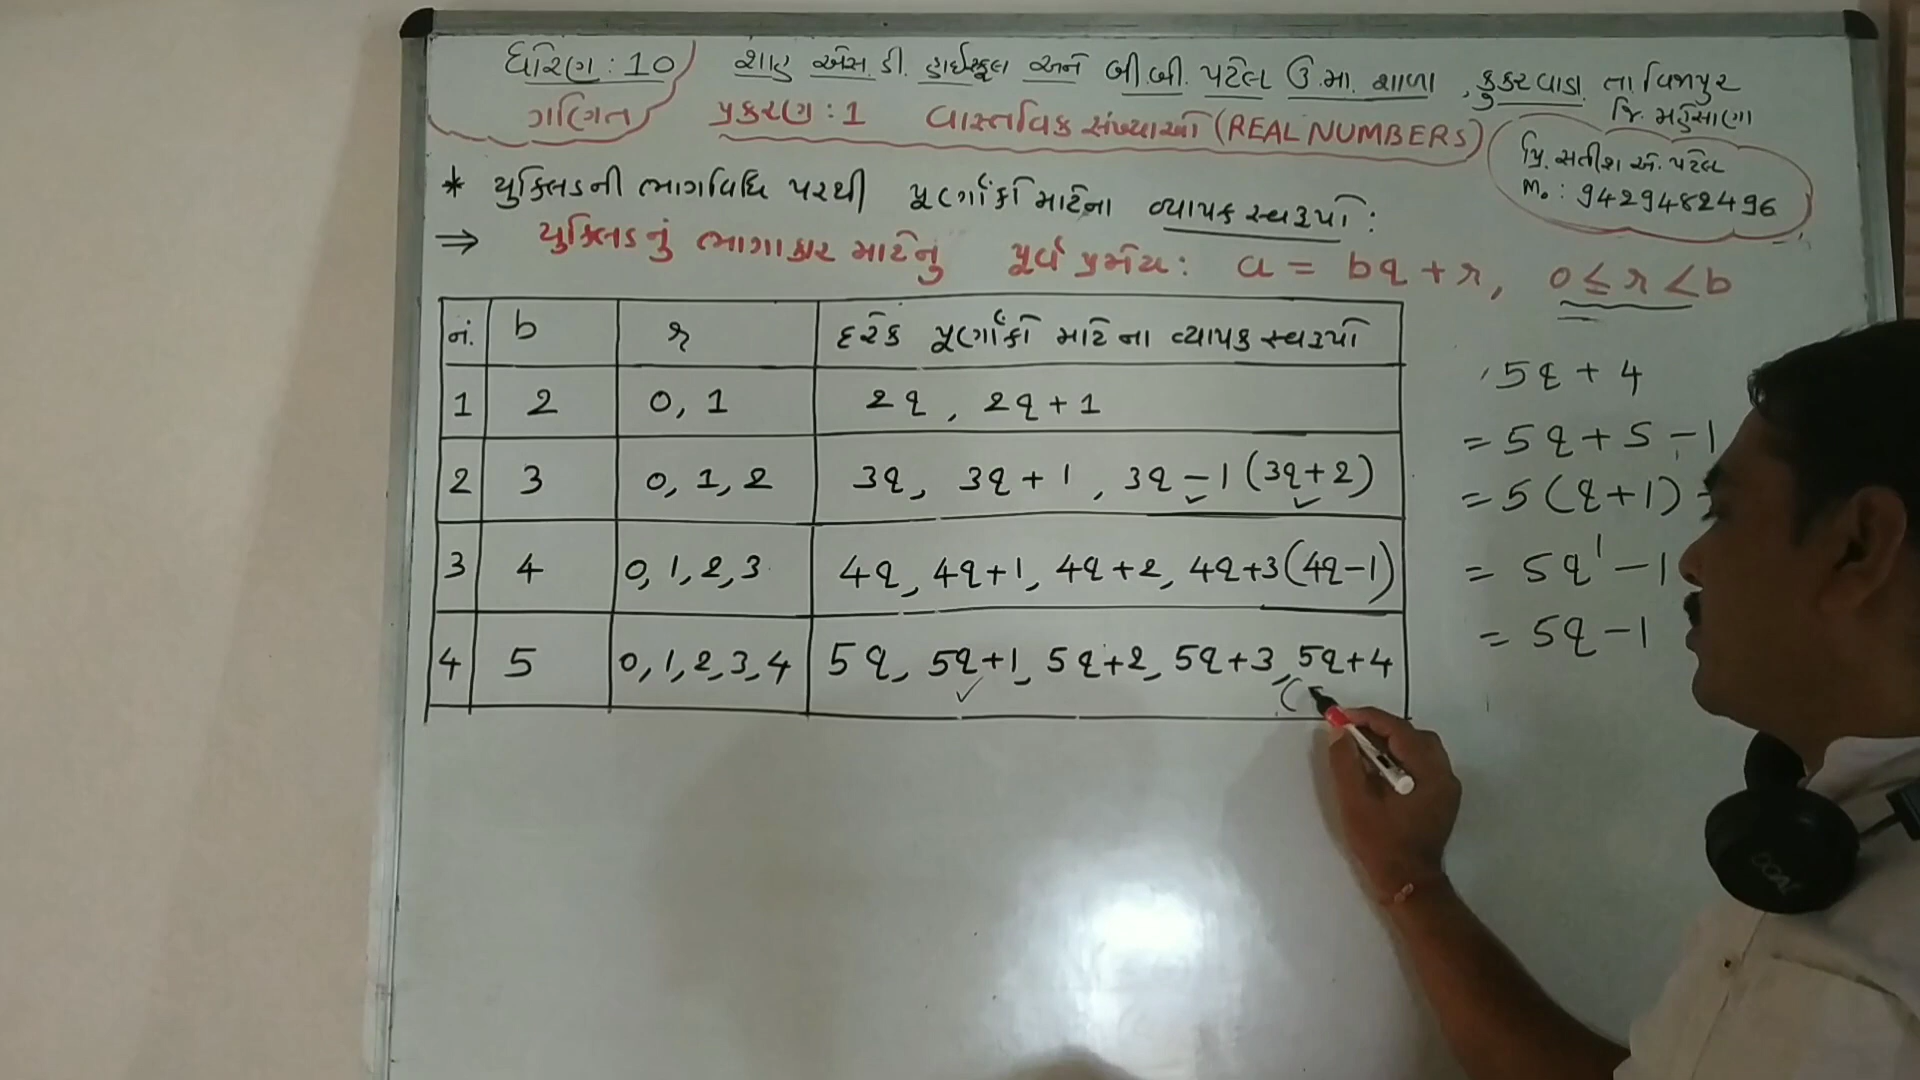 ધોરણ : 10 શાહ એસ. ડી. હાઈસ્કૂલ અને બી.બી. પટેલ ઉ.મા. શાળા, કુકરવાડા તા. વિજાપુર
જિ. મહેસાણા
ગણિત પ્રકરણ : 1 વાસ્તવિક સંખ્યાઓ (REAL NUMBERS)
પ્રિ. સતીશ એ. પટેલ
Mo : 9429482496
* યુક્લિડની ભાગવિધિ પરથી પૂર્ણાંકો માટેના વ્યાપક સ્વરૂપો :
⇒ યુક્લિડનું ભાગાકાર માટેનું પૂર્વ પ્રમેય : a = bq + r, 0 ≤ r < b
નં. b r દરેક પૂર્ણાંકો માટેના વ્યાપક સ્વરૂપો
1 2 0, 1 2q, 2q + 1
2 3 0, 1, 2 3q, 3q + 1, 3q - 1 (3q + 2)
3 4 0, 1, 2, 3 4q, 4q+1, 4q+2, 4q+3 (4q-1)
4 5 0, 1, 2, 3, 4 5q, 5q+1, 5q+2, 5q+3, 5q+4
5q + 4
= 5q + 5 - 1
= 5(q+1) -
= 5q' - 1
= 5q - 1